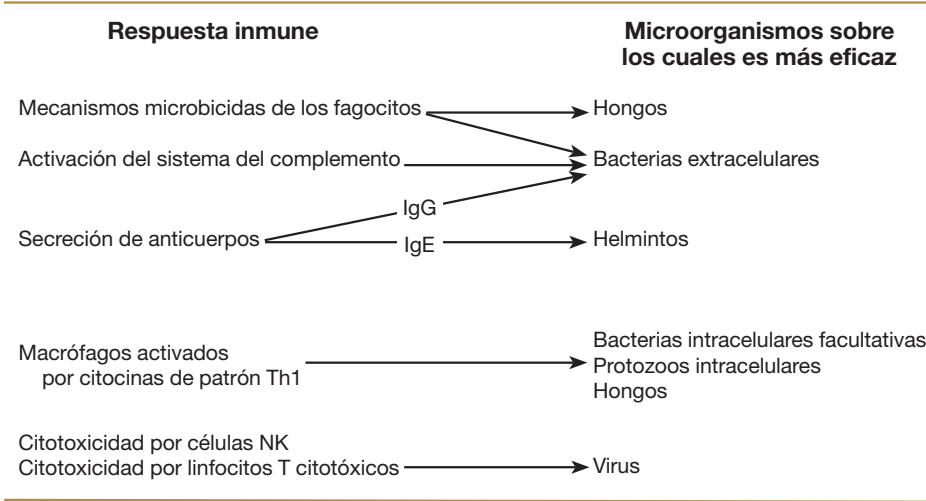 Respuesta inmune
Microorganismos sobre
los cuales es más eficaz
Mecanismos microbicidas de los fagocitos
Hongos
Activación del sistema del complemento
Bacterias extracelulares
IgG
Secreción de anticuerpos
IgE
Helmintos
Macrófagos activados
por citocinas de patrón Th1
Bacterias intracelulares facultativas
Protozoos intracelulares
Hongos
Citotoxicidad por células NK
Citotoxicidad por linfocitos T citotóxicos
Virus